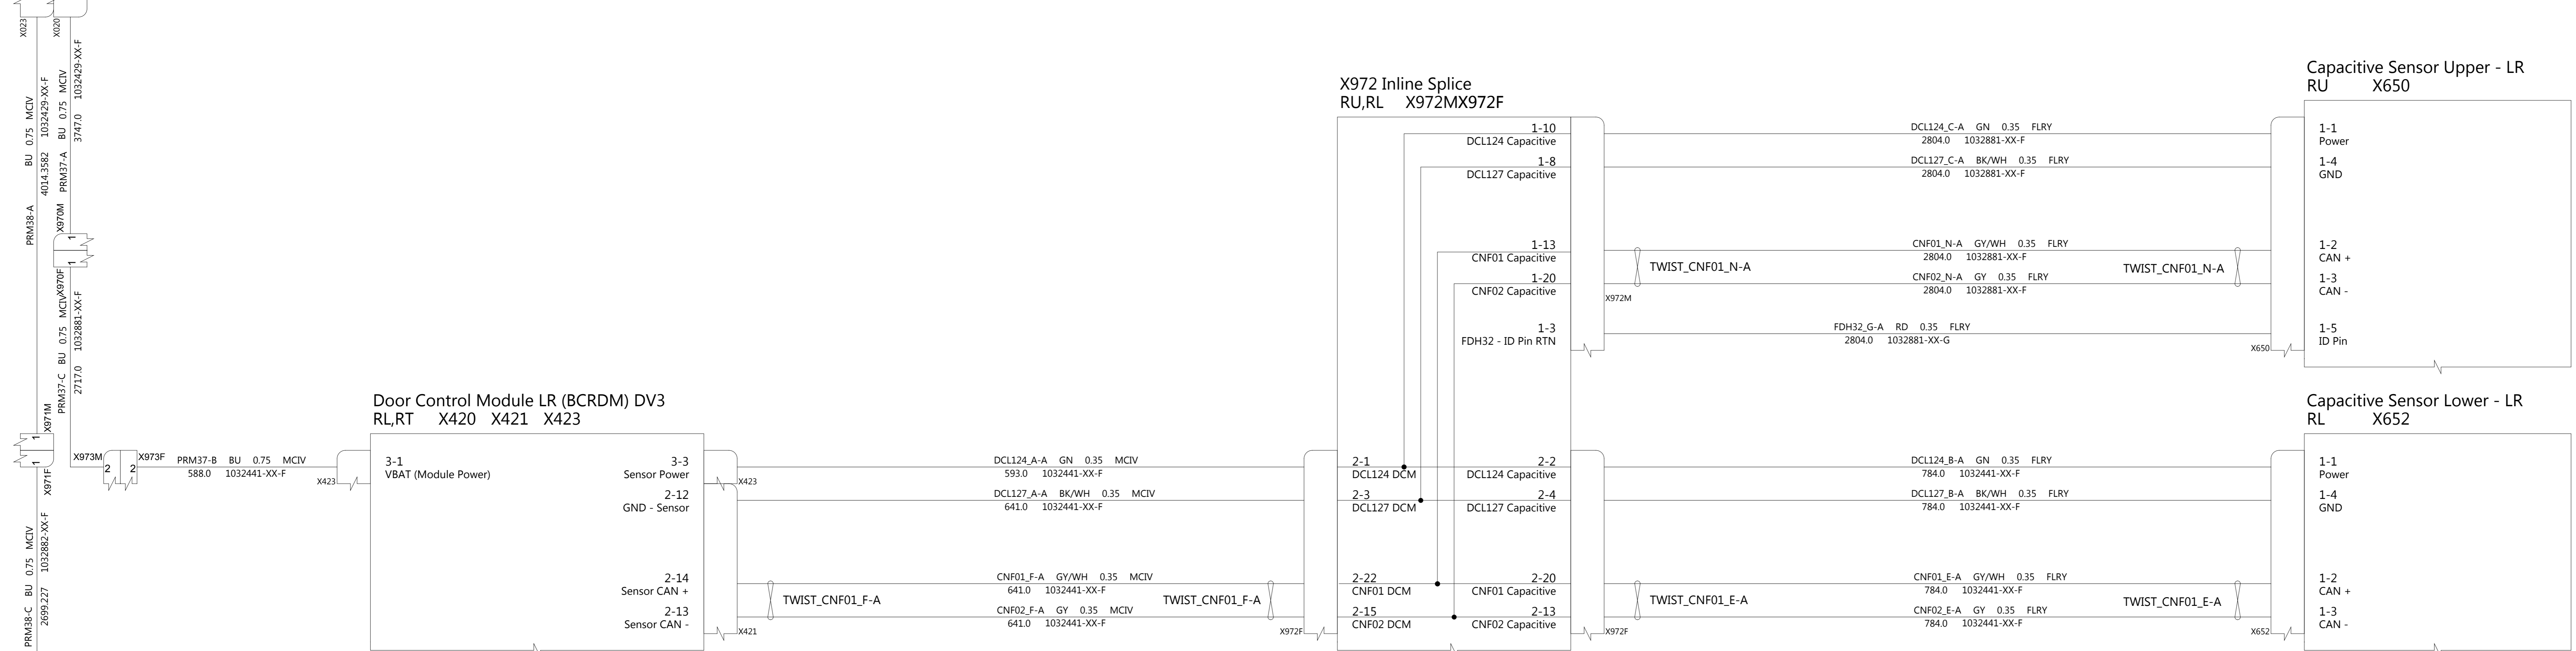 X023
X020
PRM38-A BU 0.75 MCIV
4014.3582 1032429-XX-F
PRM37-A BU 0.75 MCIV
3747.0 1032429-XX-F
X970M
1
1
X970F
PRM37-C BU 0.75 MCIV
2717.0 1032881-XX-F
X971M
1
1
X971F
PRM38-C BU 0.75 MCIV
2699.227 1032882-XX-F
X973M
2
2
X973F
PRM37-B BU 0.75 MCIV
588.0 1032441-XX-F
X423
Door Control Module LR (BCRDM) DV3
RL,RT X420 X421 X423
3-1
VBAT (Module Power)
3-3
Sensor Power
2-12
GND - Sensor
2-14
Sensor CAN +
2-13
Sensor CAN -
X423
X421
DCL124_A-A GN 0.35 MCIV
593.0 1032441-XX-F
DCL127_A-A BK/WH 0.35 MCIV
641.0 1032441-XX-F
CNF01_F-A GY/WH 0.35 MCIV
641.0 1032441-XX-F
TWIST_CNF01_F-A
TWIST_CNF01_F-A
CNF02_F-A GY 0.35 MCIV
641.0 1032441-XX-F
X972F
X972 Inline Splice
RU,RL X972MX972F
1-10
DCL124 Capacitive
1-8
DCL127 Capacitive
1-13
CNF01 Capacitive
1-20
CNF02 Capacitive
1-3
FDH32 - ID Pin RTN
X972M
2-1
DCL124 DCM
2-2
DCL124 Capacitive
2-3
DCL127 DCM
2-4
DCL127 Capacitive
2-22
CNF01 DCM
2-20
CNF01 Capacitive
2-15
CNF02 DCM
2-13
CNF02 Capacitive
X972F
DCL124_C-A GN 0.35 FLRY
2804.0 1032881-XX-F
DCL127_C-A BK/WH 0.35 FLRY
2804.0 1032881-XX-F
CNF01_N-A GY/WH 0.35 FLRY
2804.0 1032881-XX-F
TWIST_CNF01_N-A
TWIST_CNF01_N-A
CNF02_N-A GY 0.35 FLRY
2804.0 1032881-XX-F
FDH32_G-A RD 0.35 FLRY
2804.0 1032881-XX-G
X650
Capacitive Sensor Upper - LR
RU X650
1-1
Power
1-4
GND
1-2
CAN +
1-3
CAN -
1-5
ID Pin
DCL124_B-A GN 0.35 FLRY
784.0 1032441-XX-F
DCL127_B-A BK/WH 0.35 FLRY
784.0 1032441-XX-F
CNF01_E-A GY/WH 0.35 FLRY
784.0 1032441-XX-F
TWIST_CNF01_E-A
TWIST_CNF01_E-A
CNF02_E-A GY 0.35 FLRY
784.0 1032441-XX-F
X652
Capacitive Sensor Lower - LR
RL X652
1-1
Power
1-4
GND
1-2
CAN +
1-3
CAN -